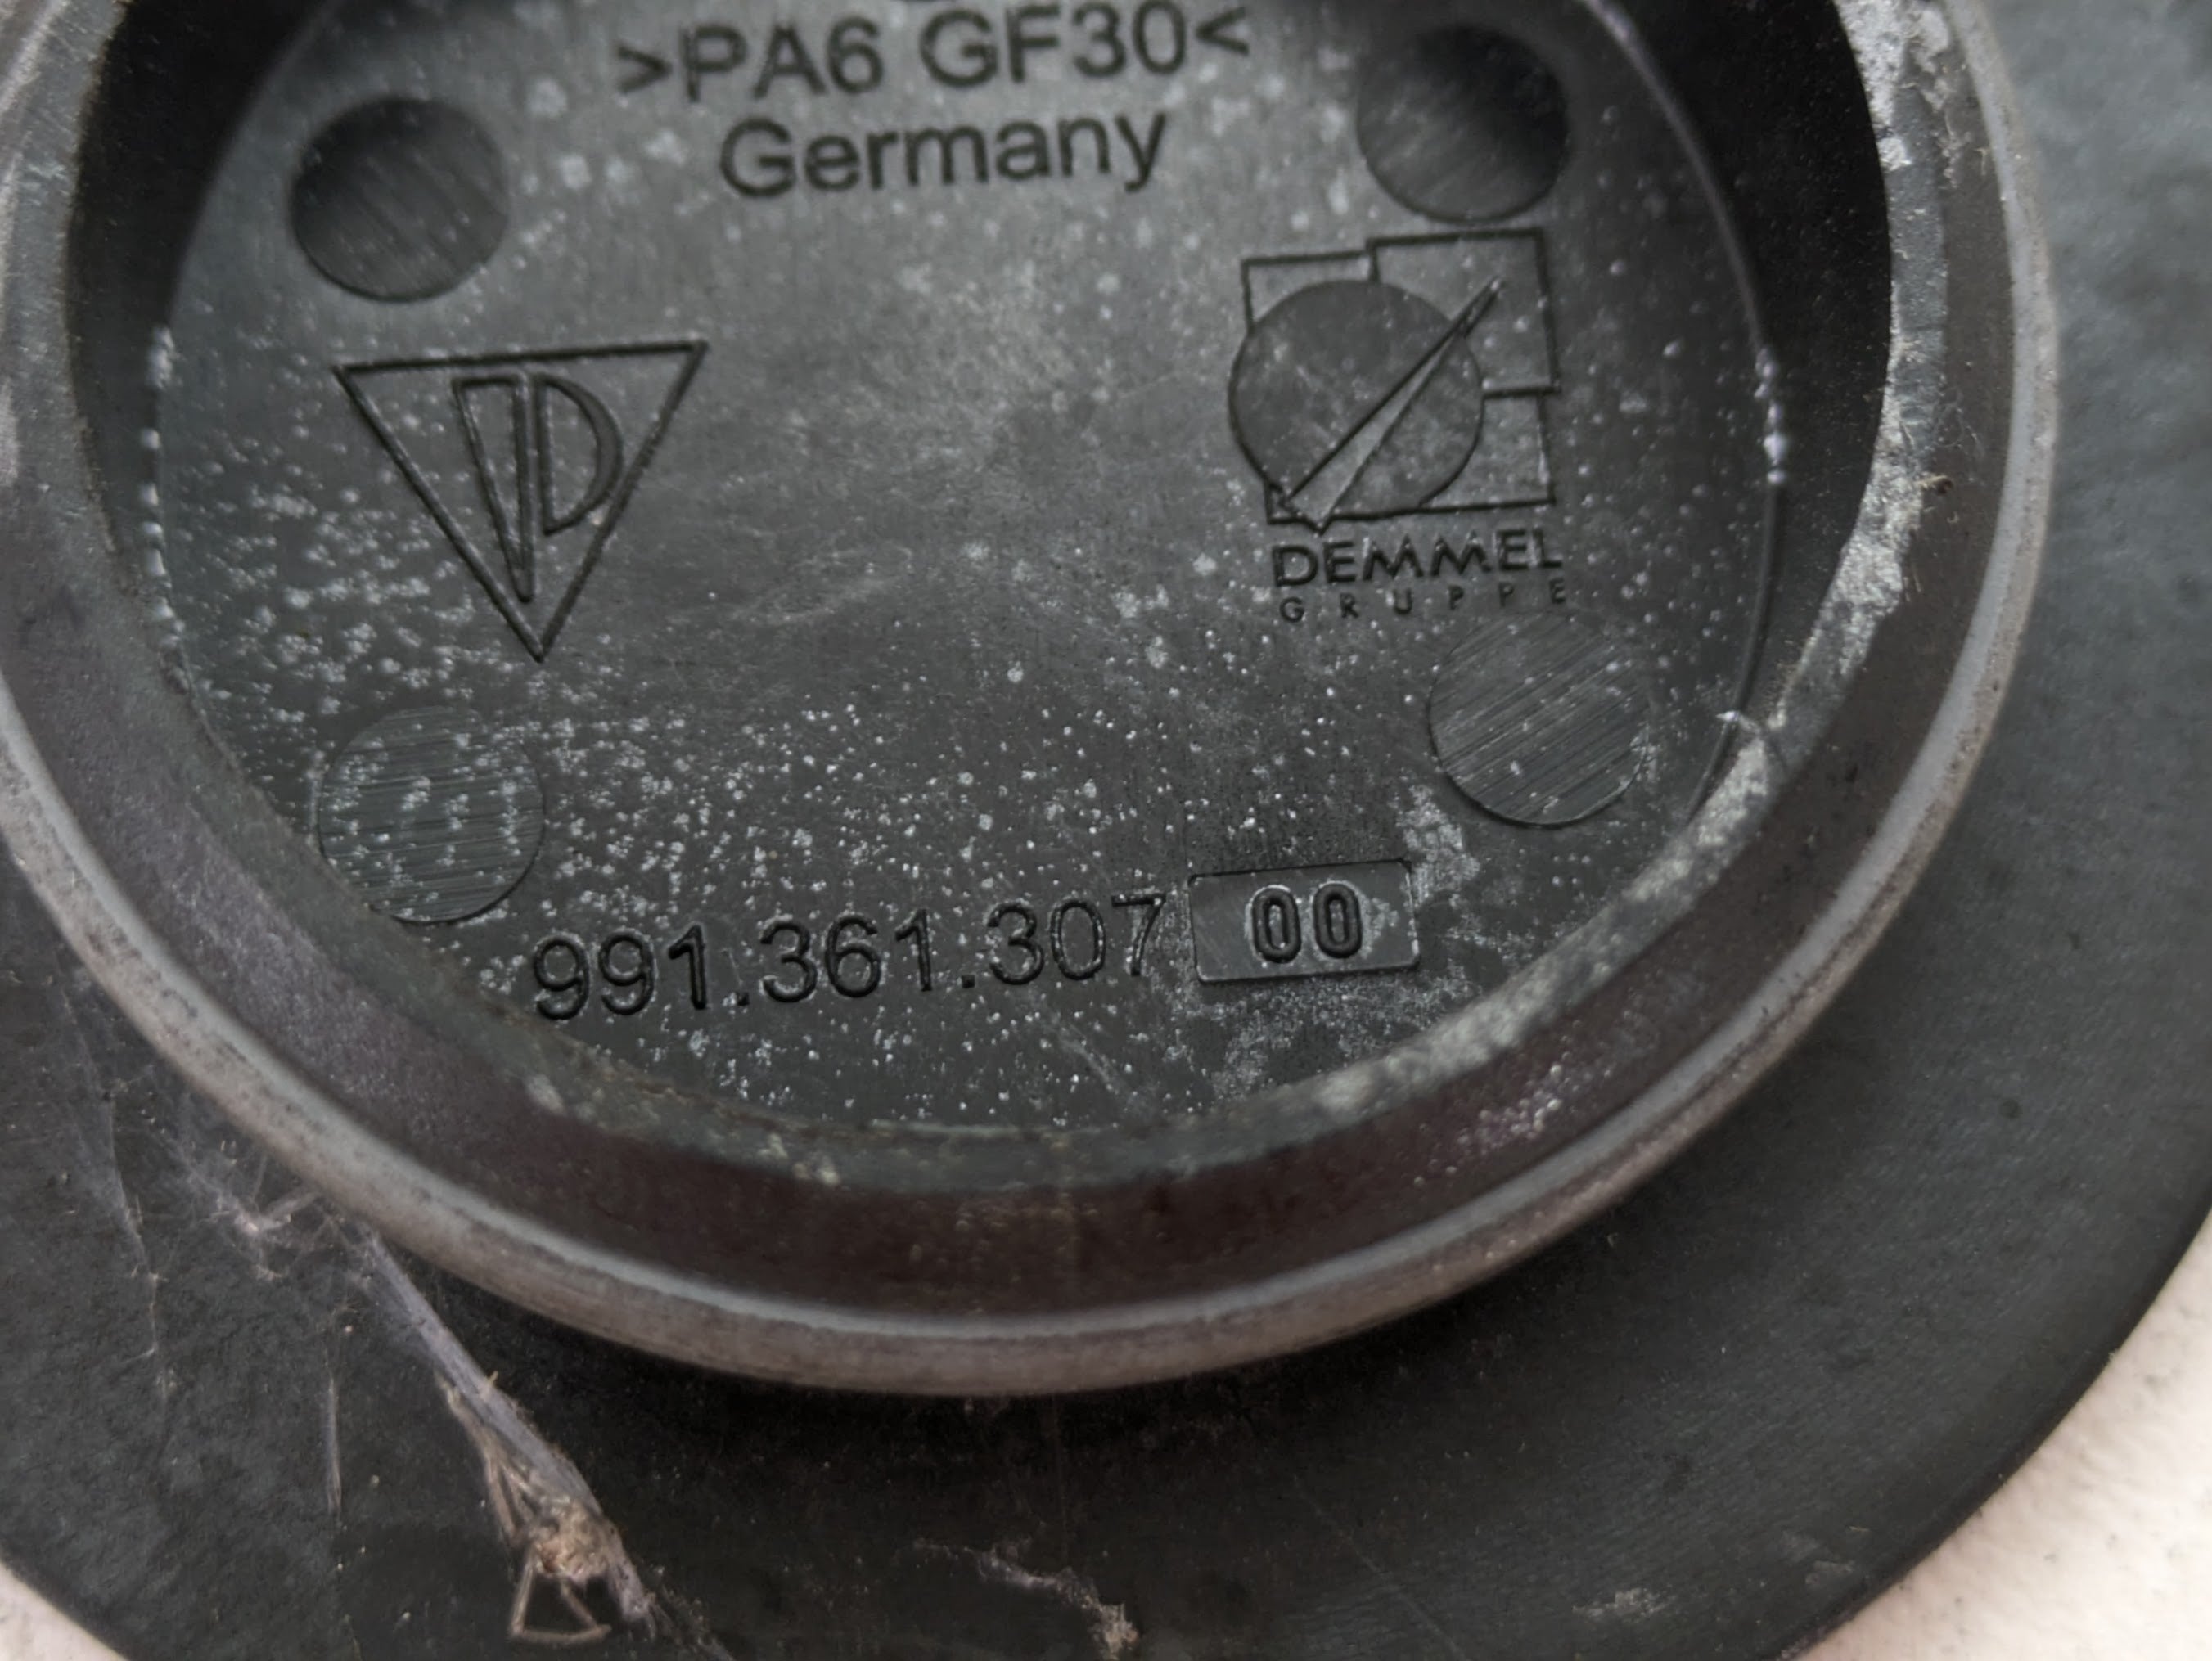 >PA6 GF30<
Germany
DEMMEL
GRUPPE
991.361.307 00